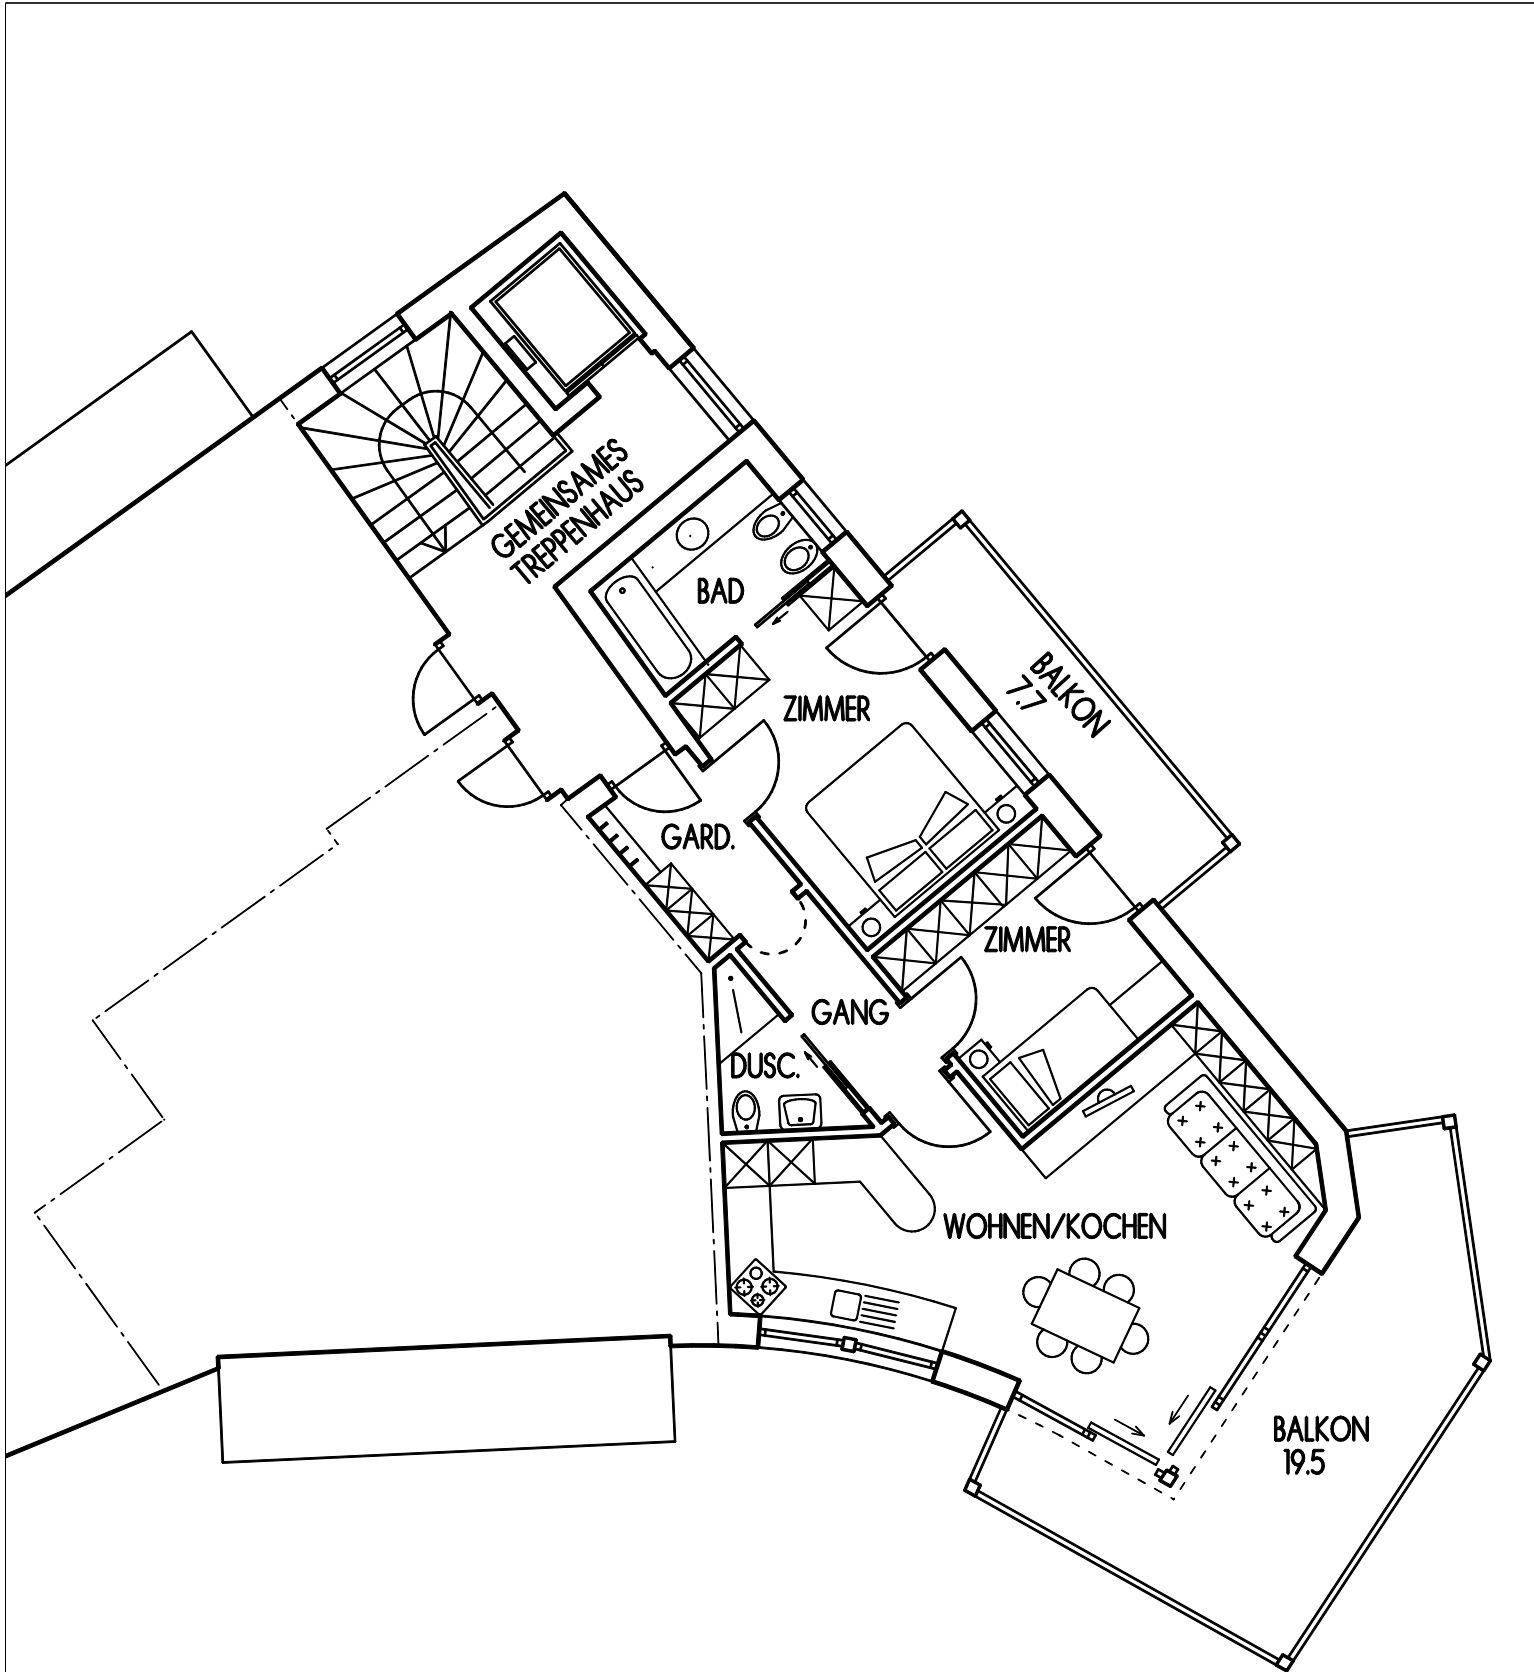 GEMEINSAMES
TREPPENHAUS
BAD
BALKON
7.7
ZIMMER
GARD.
ZIMMER
GANG
DUSC.
WOHNEN/KOCHEN
BALKON
19.5